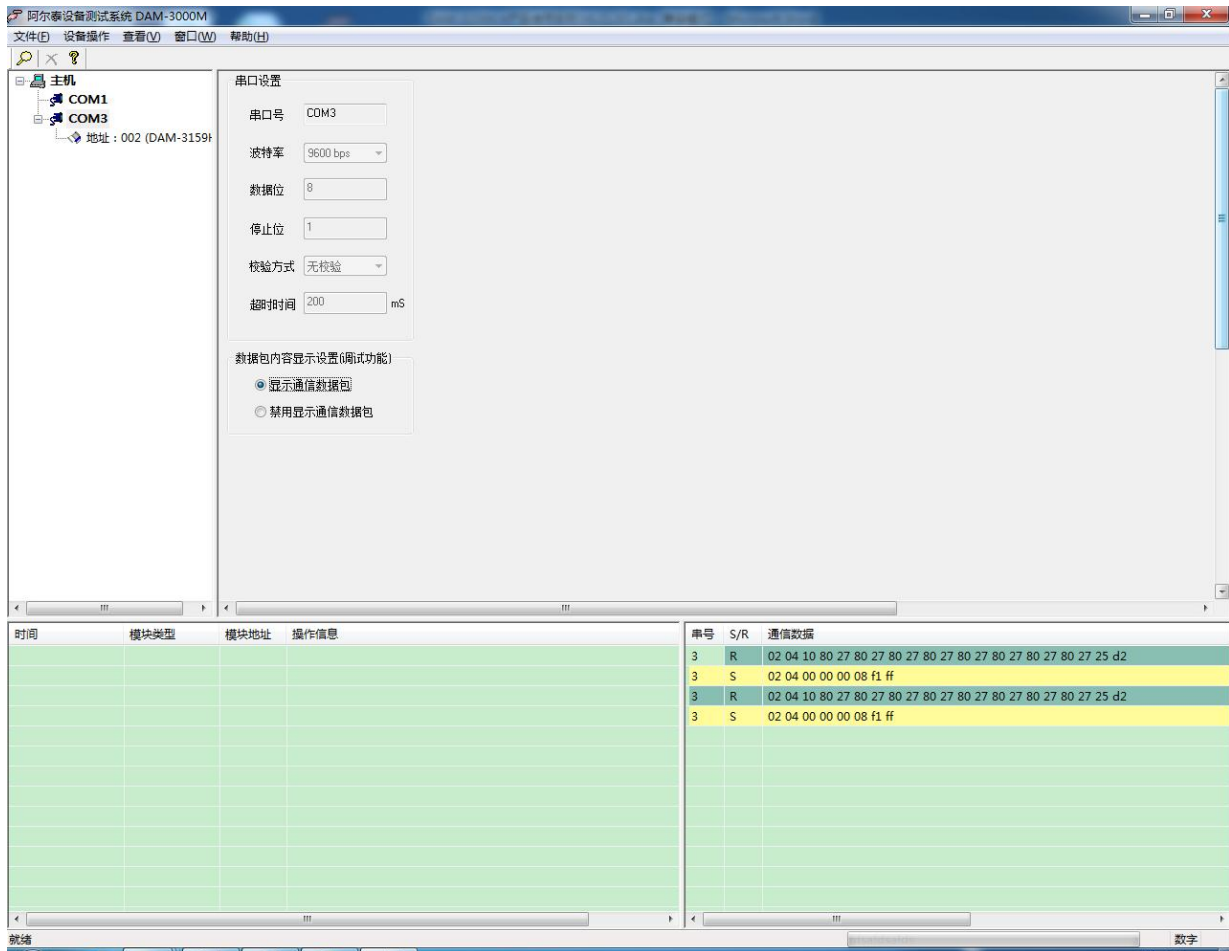 阿尔泰设备测试系统 DAM-3000M
文件(F) 设备操作 查看(V) 窗口(W) 帮助(H)
主机
COM1
COM3
地址：002 (DAM-3159H
串口设置
串口号 COM3
波特率 9600 bps
数据位 8
停止位 1
校验方式 无校验
超时时间 200 mS
数据包内容显示设置(调试功能)
显示通信数据包
禁用显示通信数据包
时间 模块类型 模块地址 操作信息
串号 S/R 通信数据
3 R 02 04 10 80 27 80 27 80 27 80 27 80 27 80 27 80 27 80 27 25 d2
3 S 02 04 00 00 00 08 f1 ff
3 R 02 04 10 80 27 80 27 80 27 80 27 80 27 80 27 80 27 80 27 25 d2
3 S 02 04 00 00 00 08 f1 ff
就绪
数字